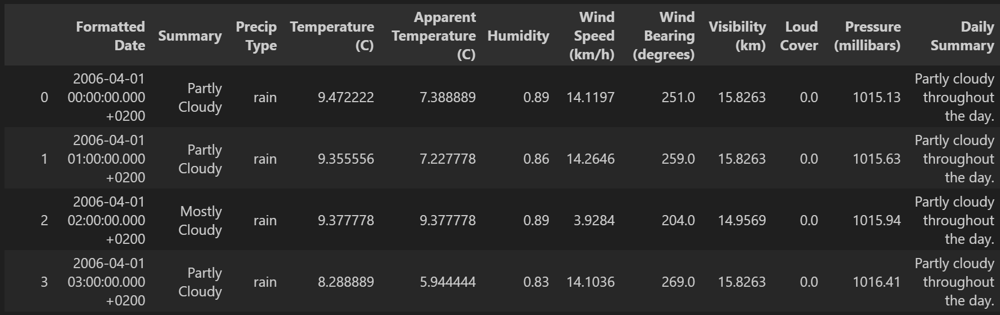 Formatted Date Summary Precip Type Temperature (C) Apparent Temperature (C) Humidity Wind Speed (km/h) Wind Bearing (degrees) Visibility (km) Loud Cover Pressure (millibars) Daily Summary
0 2006-04-01 00:00:00.000 +0200 Partly Cloudy rain 9.472222 7.388889 0.89 14.1197 251.0 15.8263 0.0 1015.13 Partly cloudy throughout the day.
1 2006-04-01 01:00:00.000 +0200 Partly Cloudy rain 9.355556 7.227778 0.86 14.2646 259.0 15.8263 0.0 1015.63 Partly cloudy throughout the day.
2 2006-04-01 02:00:00.000 +0200 Mostly Cloudy rain 9.377778 9.377778 0.89 3.9284 204.0 14.9569 0.0 1015.94 Partly cloudy throughout the day.
3 2006-04-01 03:00:00.000 +0200 Partly Cloudy rain 8.288889 5.944444 0.83 14.1036 269.0 15.8263 0.0 1016.41 Partly cloudy throughout the day.